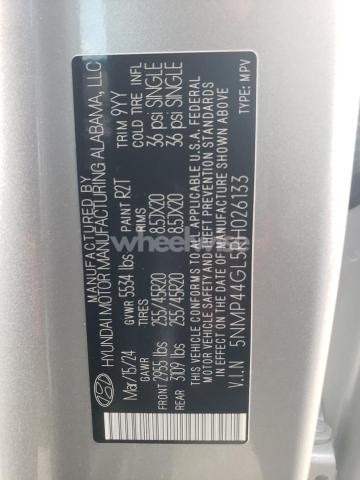 MANUFACTURED BY
HYUNDAI MOTOR MANUFACTURING ALABAMA, LLC
Mar/15/24 GVWR 5534 lbs PAINT R2T TRIM 9YY
GAWR TIRES RIMS COLD TIRE INFL
FRONT 2955 lbs 255/45R20 8.5JX20 36 psi SINGLE
REAR 3109 lbs 255/45R20 8.5JX20 36 psi SINGLE
THIS VEHICLE CONFORMS TO ALL APPLICABLE U.S.A. FEDERAL
MOTOR VEHICLE SAFETY AND THEFT PREVENTION STANDARDS
IN EFFECT ON THE DATE OF MANUFACTURE SHOWN ABOVE
V.I.N TYPE: MPV